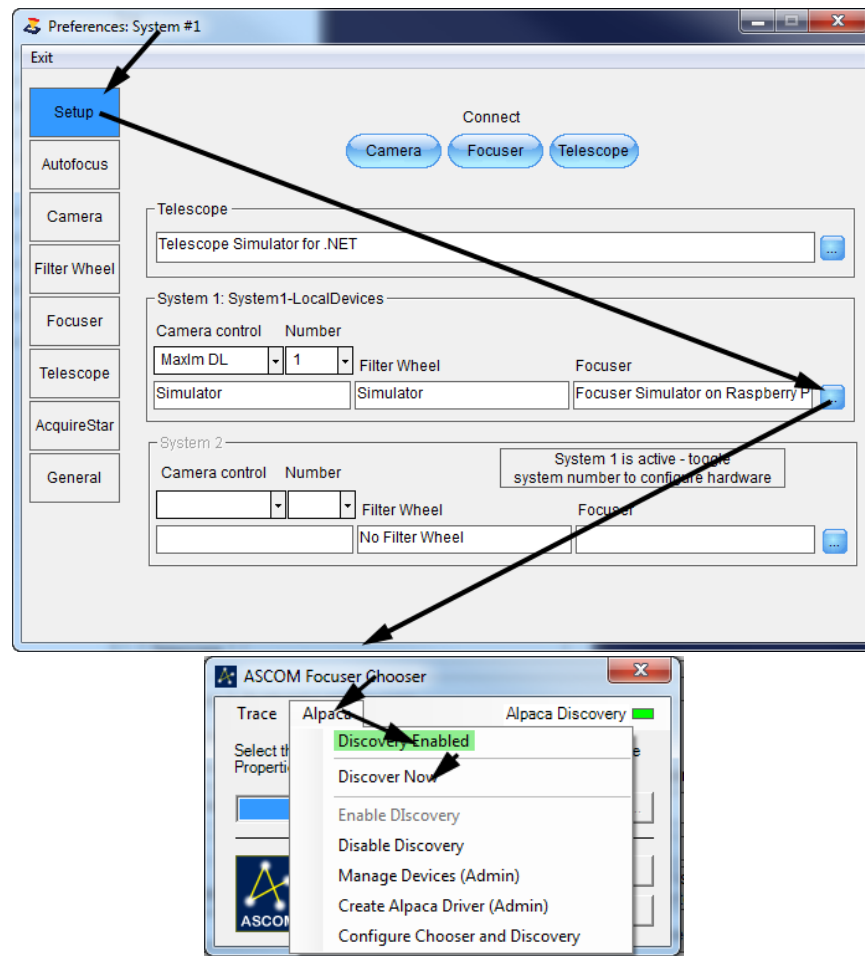 Preferences: System #1
Exit
Setup
Autofocus
Camera
Filter Wheel
Focuser
Telescope
AcquireStar
General
Connect
Camera
Focuser
Telescope
Telescope
Telescope Simulator for .NET
...
System 1: System1-LocalDevices
Camera control Number
MaxIm DL 1 Filter Wheel Focuser
Simulator Simulator Focuser Simulator on Raspberry P
...
System 2
System 1 is active - toggle
system number to configure hardware
Camera control Number
Filter Wheel Focuser
No Filter Wheel
...
ASCOM Focuser Chooser
Trace Alpaca Alpaca Discovery
Select
Discovery Enabled
Discover Now
Enable DIscovery
Disable Discovery
Manage Devices (Admin)
Create Alpaca Driver (Admin)
Configure Chooser and Discovery
ASCOM